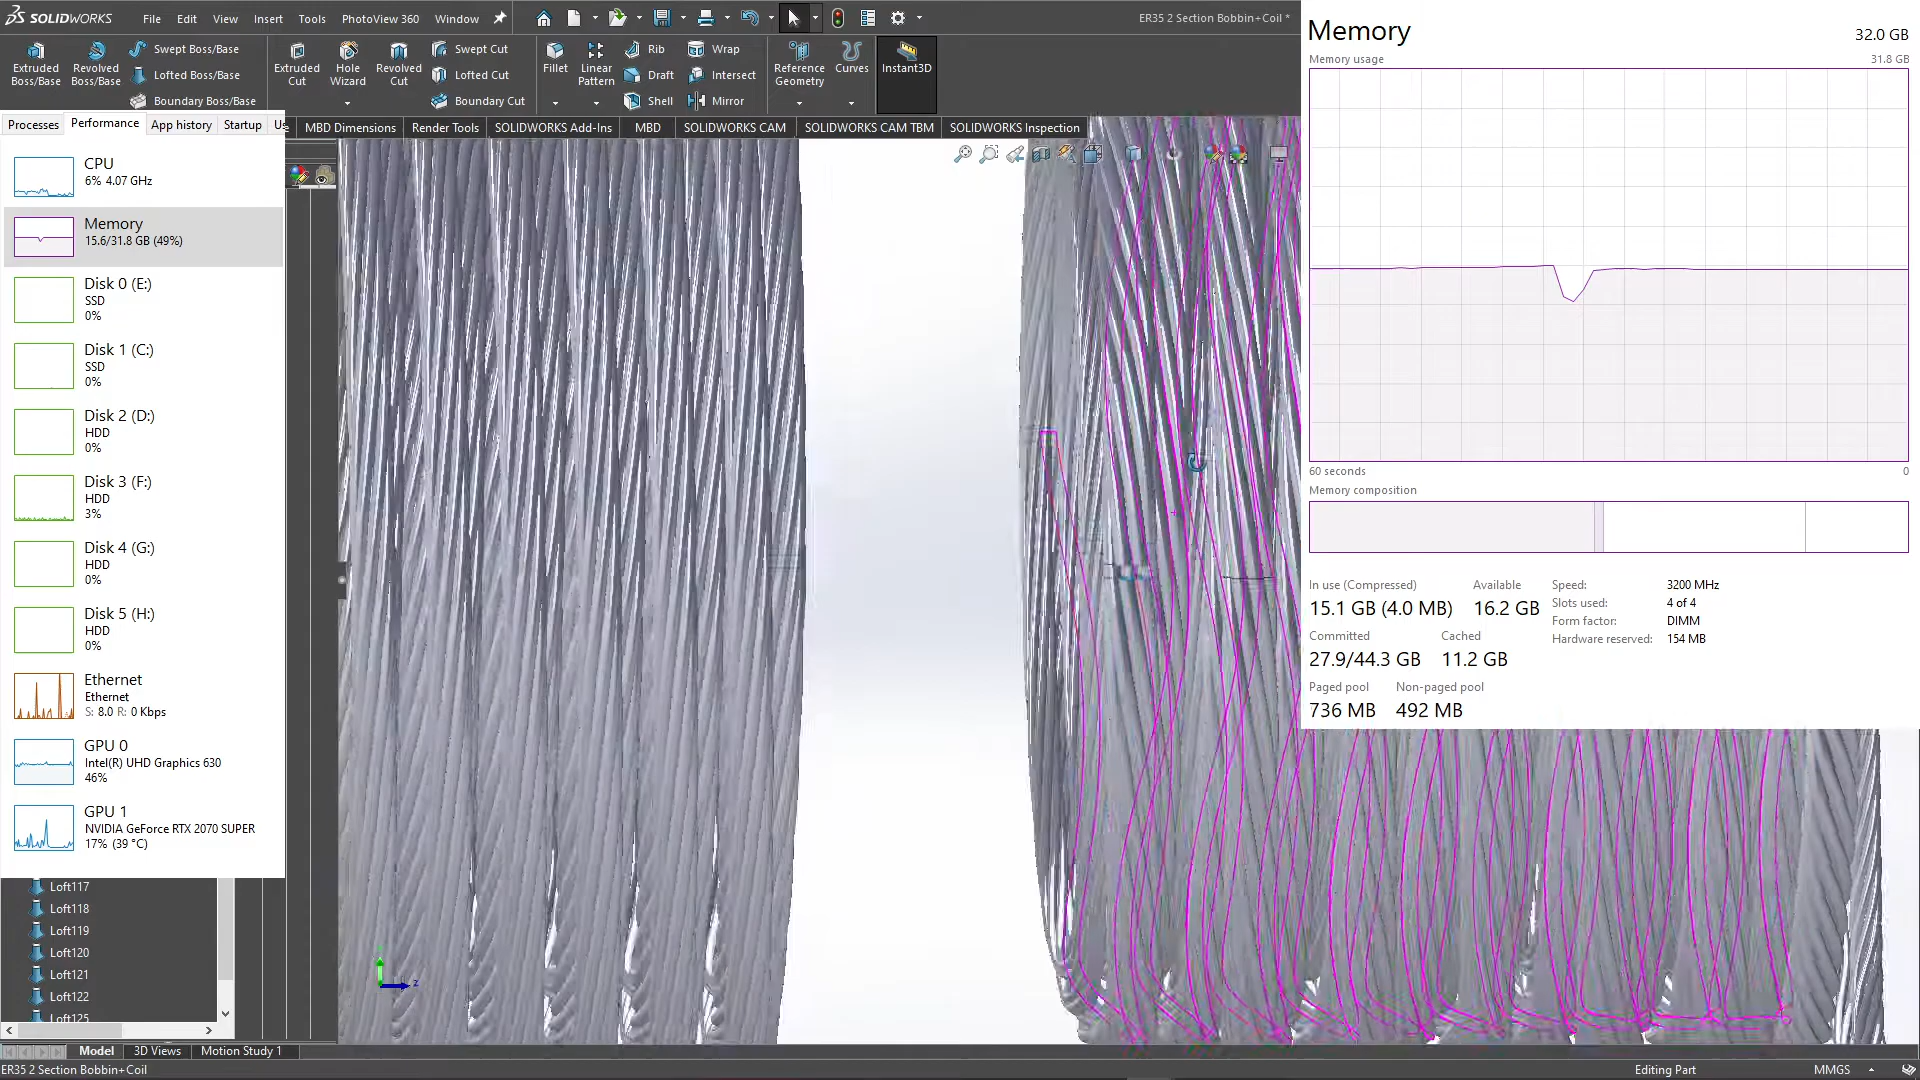 SOLIDWORKS
File Edit View Insert Tools PhotoView 360 Window
ER35 2 Section Bobbin+Coil *
Extruded Boss/Base
Revolved Boss/Base
Swept Boss/Base
Lofted Boss/Base
Boundary Boss/Base
Extruded Cut
Hole Wizard
Revolved Cut
Swept Cut
Lofted Cut
Boundary Cut
Fillet
Linear Pattern
Rib
Draft
Shell
Wrap
Intersect
Mirror
Reference Geometry
Curves
Instant3D
MBD Dimensions Render Tools SOLIDWORKS Add-Ins MBD SOLIDWORKS CAM SOLIDWORKS CAM TBM SOLIDWORKS Inspection
Processes Performance App history Startup
CPU
6% 4.07 GHz
Memory
15.6/31.8 GB (49%)
Disk 0 (E:)
SSD
0%
Disk 1 (C:)
SSD
0%
Disk 2 (D:)
HDD
0%
Disk 3 (F:)
HDD
3%
Disk 4 (G:)
HDD
0%
Disk 5 (H:)
HDD
0%
Ethernet
Ethernet
S: 8.0 R: 0 Kbps
GPU 0
Intel(R) UHD Graphics 630
46%
GPU 1
NVIDIA GeForce RTX 2070 SUPER
17% (39 °C)
Loft117
Loft118
Loft119
Loft120
Loft121
Loft122
Loft125
z
Memory
32.0 GB
Memory usage
31.8 GB
60 seconds
0
Memory composition
In use (Compressed)
15.1 GB (4.0 MB)
Available
16.2 GB
Committed
27.9/44.3 GB
Cached
11.2 GB
Paged pool
736 MB
Non-paged pool
492 MB
Speed: 3200 MHz
Slots used: 4 of 4
Form factor: DIMM
Hardware reserved: 154 MB
Model 3D Views Motion Study 1
ER35 2 Section Bobbin+Coil
Editing Part
MMGS